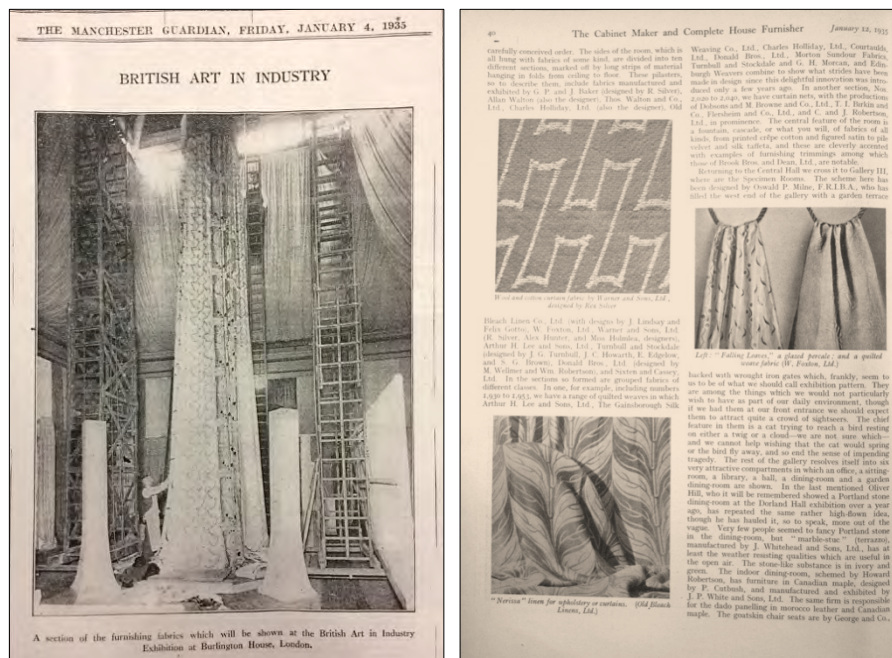 THE MANCHESTER GUARDIAN, FRIDAY, JANUARY 4, 1935
BRITISH ART IN INDUSTRY
A section of the furnishing fabrics which will be shown at the British Art in Industry
Exhibition at Burlington House, London.
40
The Cabinet Maker and Complete House Furnisher
January 12, 1935
carefully conceived order. The sides of the room, which is
all hung with fabrics of some kind, are divided into ten
different sections, marked off by long strips of material
hanging in folds from ceiling to floor. These pilasters,
so to describe them, include fabrics manufactured and
exhibited by G. P. and J. Baker (designed by R. Silver),
Allan Walton (also the designer), Thos. Walton and Co.,
Ltd., Charles Holliday, Ltd. (also the designer), Old
Wool and cotton curtain fabric by Warner and Sons, Ltd.,
designed by Rex Silver
Bleach Linen Co., Ltd. (with designs by J. Lindsay and
Felix Gotto), W. Foxton, Ltd., Warner and Sons, Ltd.
(R. Silver, Alex Hunter, and Mrs. designers),
Arthur H. Lee and Sons, Ltd., Turnbull and Stockdale
(designed by J. G. Turnbull, J. C. Howarth, E. Edgelow,
and S. G. Brown), Donald Bros., Ltd. (designed by
M. Wellmer and Wm. Robertson), and Sixten and Cassey,
Ltd. In the sections so formed are grouped fabrics of
different classes. In one, for example, including numbers
1,930 to 1,953, we have a range of quilted weaves in which
Arthur H. Lee and Sons, Ltd., The Gainsborough Silk
"Nerissa" linen for upholstery or curtains. (Old Bleach
Linens, Ltd.)
Weaving Co., Ltd., Charles Holliday, Ltd., Courtaulds,
Ltd., Donald Bros., Ltd., Morton Sundour Fabrics,
Turnbull and Stockdale and G. H. Morcan, and Edin-
burgh Weavers combine to show what strides have been
made in design since this delightful innovation was intro-
duced only a few years ago. In another section, Nos.
2,020 to 2,040, we have curtain nets, with the productions
of Dobsons and M. Browne and Co., Ltd., T. I. Birkin and
Co., Flersheim and Co., Ltd., and C. and J. Robertson,
Ltd., in prominence. The central feature of the room is
a fountain, cascade, or what you will, of fabrics of all
kinds, from printed crêpe cotton and figured satin to pile
velvet and silk taffeta, and these are cleverly accented
with examples of furnishing trimmings among which
those of Brook Bros. and Dean, Ltd., are notable.
Returning to the Central Hall we cross it to Gallery III,
where are the Specimen Rooms. The scheme here has
been designed by Oswald P. Milne, F.R.I.B.A., who has
filled the west end of the gallery with a garden terrace
Left: "Falling Leaves," a glazed percale; and a quilted
weave fabric (W. Foxton, Ltd.)
backed with wrought iron gates which, frankly, seem to
us to be of what we should call exhibition pattern. They
are among the things which we would not particularly
wish to have as part of our daily environment, though
if we had them at our front entrance we should expect
them to attract quite a crowd of sightseers. The chief
feature in them is a cat trying to reach a bird resting
on either a twig or a cloud—we are not sure which—
and we cannot help wishing that the cat would spring
or the bird fly away, and so end the sense of impending
tragedy. The rest of the gallery resolves itself into six
very attractive compartments in which an office, a sitting-
room, a library, a hall, a dining-room and a garden
dining-room are shown. In the last mentioned Oliver
Hill, who it will be remembered showed a Portland stone
dining-room at the Dorland Hall exhibition over a year
ago, has repeated the same rather high-flown idea,
though he has hauled it, so to speak, more out of the
vague. Very few people seemed to fancy Portland stone
in the dining-room, but "marble-stuc" (terrazzo),
manufactured by J. Whitehead and Sons, Ltd., has at
least the weather resisting qualities which are useful in
the open air. The stone-like substance is in ivory and
green. The indoor dining-room, schemed by Howard
Robertson, has furniture in Canadian maple, designed
by P. Cutbush, and manufactured and exhibited by
J. P. White and Sons, Ltd. The same firm is responsible
for the dado panelling in morocco leather and Canadian
maple. The goatskin chair seats are by George and Co.,